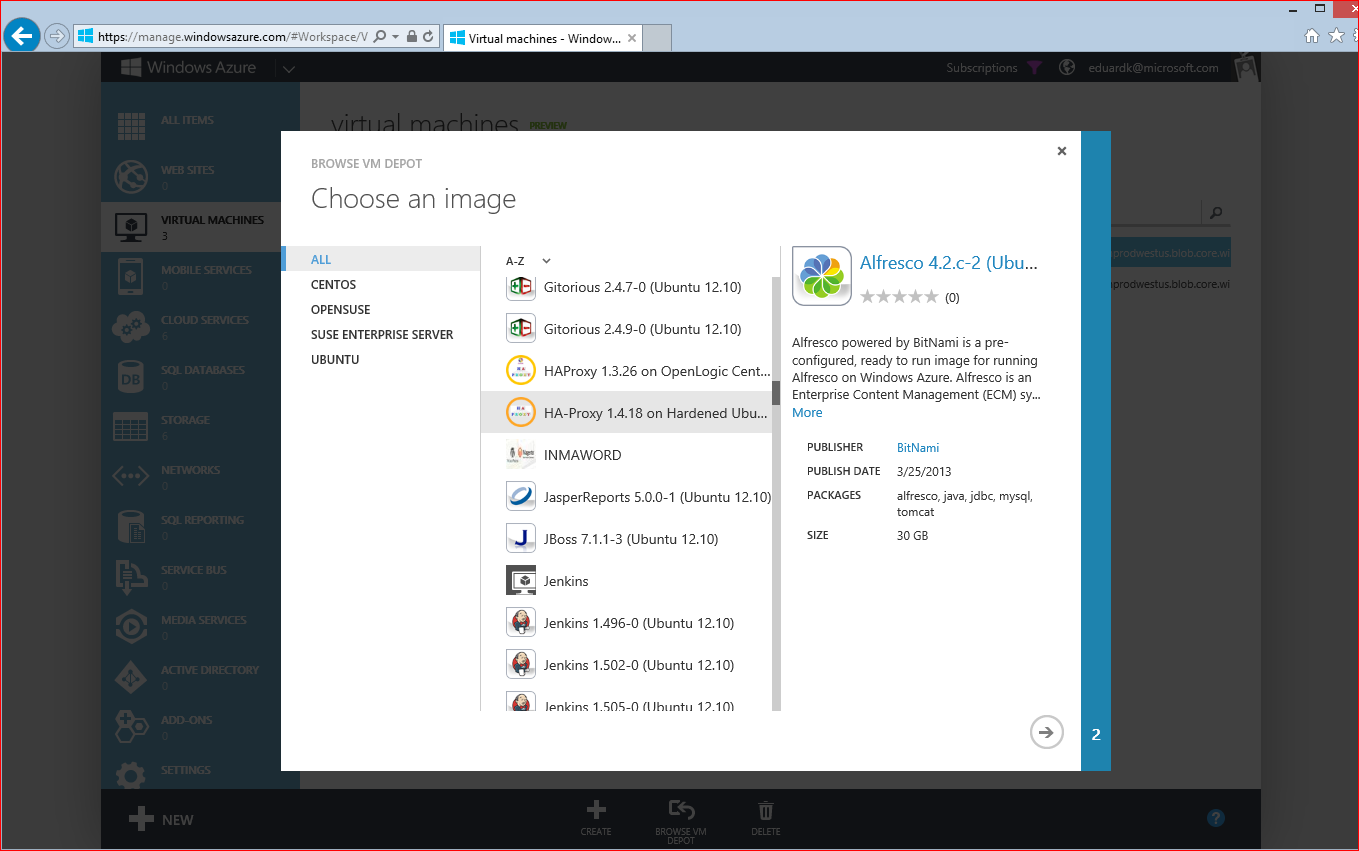 https://manage.windowsazure.com/#Workspace/V
Virtual machines - Window...
Windows Azure
Subscriptions
eduardk@microsoft.com
ALL ITEMS
WEB SITES
0
VIRTUAL MACHINES
3
MOBILE SERVICES
0
CLOUD SERVICES
6
SQL DATABASES
0
STORAGE
6
NETWORKS
0
SQL REPORTING
0
SERVICE BUS
0
MEDIA SERVICES
0
ACTIVE DIRECTORY
0
ADD-ONS
0
SETTINGS
virtual machines PREVIEW
prodwestus.blob.core.wi
prodwestus.blob.core.wi
BROWSE VM DEPOT
Choose an image
ALL
CENTOS
OPENSUSE
SUSE ENTERPRISE SERVER
UBUNTU
A-Z
Gitorious 2.4.7-0 (Ubuntu 12.10)
Gitorious 2.4.9-0 (Ubuntu 12.10)
HAProxy 1.3.26 on OpenLogic Cent...
HA-Proxy 1.4.18 on Hardened Ubu...
INMAWORD
JasperReports 5.0.0-1 (Ubuntu 12.10)
JBoss 7.1.1-3 (Ubuntu 12.10)
Jenkins
Jenkins 1.496-0 (Ubuntu 12.10)
Jenkins 1.502-0 (Ubuntu 12.10)
Jenkins 1.505-0 (Ubuntu 12.10)
Alfresco 4.2.c-2 (Ubu...
(0)
Alfresco powered by BitNami is a pre-
configured, ready to run image for running
Alfresco on Windows Azure. Alfresco is an
Enterprise Content Management (ECM) sy...
More
PUBLISHER BitNami
PUBLISH DATE 3/25/2013
PACKAGES alfresco, java, jdbc, mysql,
tomcat
SIZE 30 GB
2
NEW
CREATE
BROWSE VM
DEPOT
DELETE
?